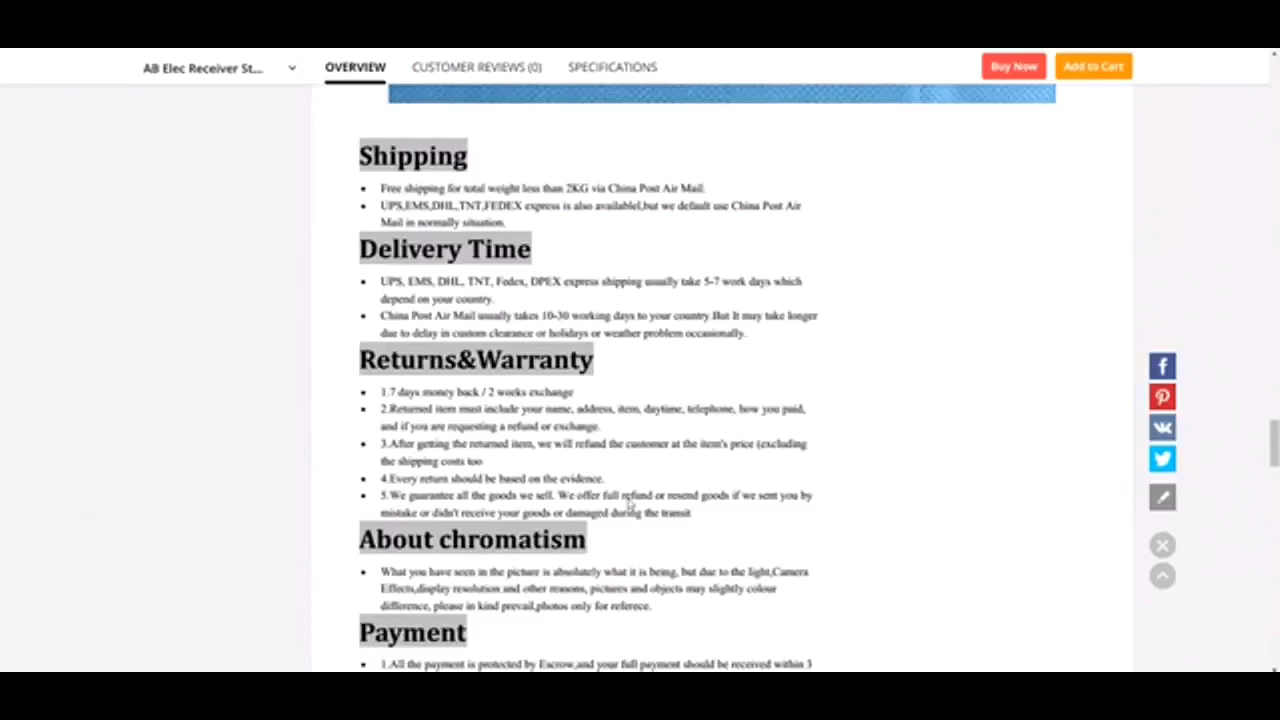 AB Elec Receiver St... OVERVIEW CUSTOMER REVIEWS (0) SPECIFICATIONS Buy Now Add to Cart
Shipping
• Free shipping for total weight less than 2KG via China Post Air Mail.
• UPS,EMS,DHL,TNT,FEDEX express is also availablel,but we default use China Post Air
Mail in normally situation.
Delivery Time
• UPS, EMS, DHL, TNT, Fedex, DPEX express shipping usually take 5-7 work days which
depend on your country.
• China Post Air Mail usually takes 10-30 working days to your country.But It may take longer
due to delay in custom clearance or holidays or weather problem occasionally.
Returns&Warranty
• 1.7 days money back / 2 weeks exchange
• 2.Returned item must include your name, address, item, daytime, telephone, how you paid,
and if you are requesting a refund or exchange.
• 3.After getting the returned item, we will refund the customer at the item's price (excluding
the shipping costs too
• 4.Every return should be based on the evidence.
• 5.We guarantee all the goods we sell. We offer full refund or resend goods if we sent you by
mistake or didn't receive your goods or damaged during the transit
About chromatism
• What you have seen in the picture is absolutely what it is being, but due to the light,Camera
Effects,display resolution and other reasons, pictures and objects may slightly colour
difference, please in kind prevail,photos only for referece.
Payment
• 1.All the payment is protected by Escrow,and your full payment should be received within 3